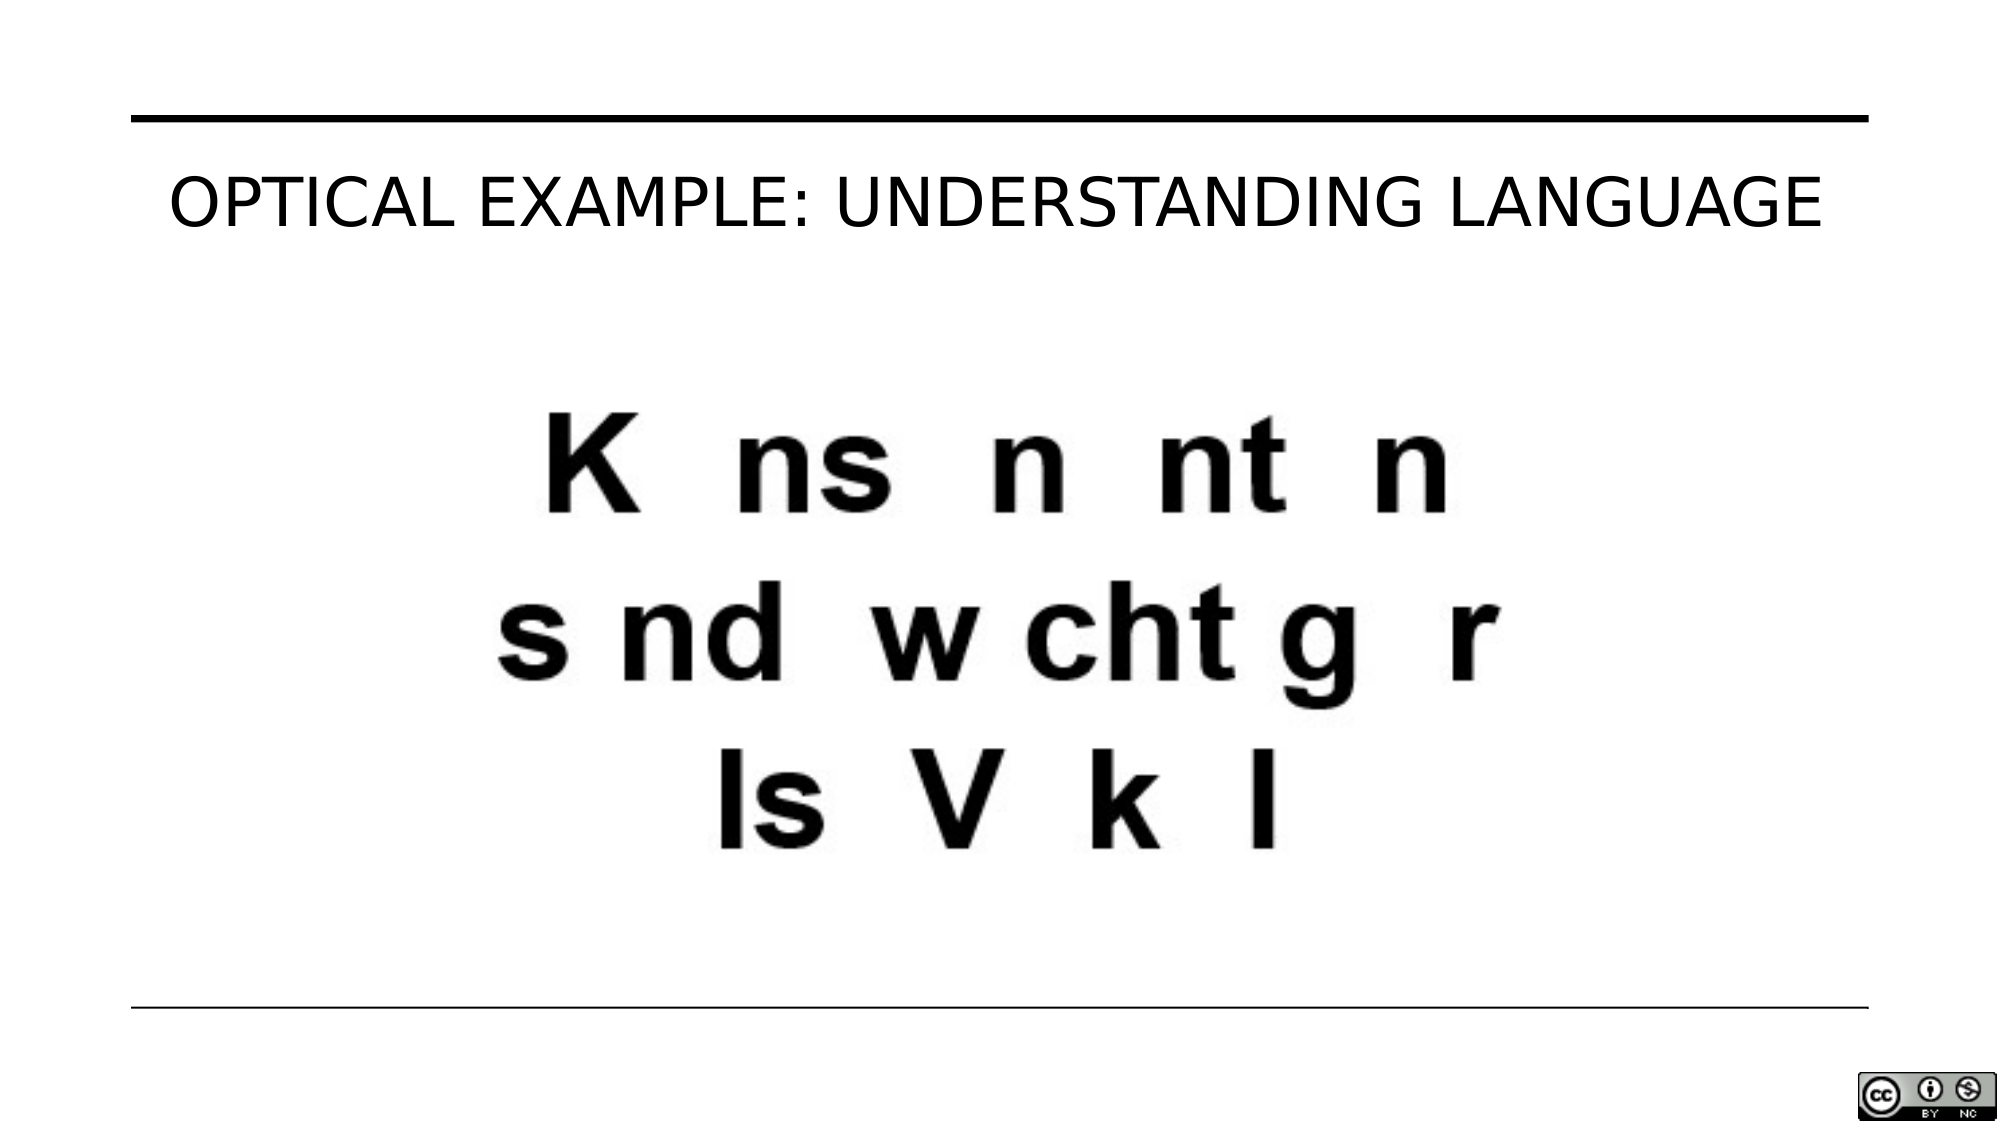 OPTICAL EXAMPLE: UNDERSTANDING LANGUAGE
K ns n nt n
s nd w cht g r
ls V k l
CC BY NC